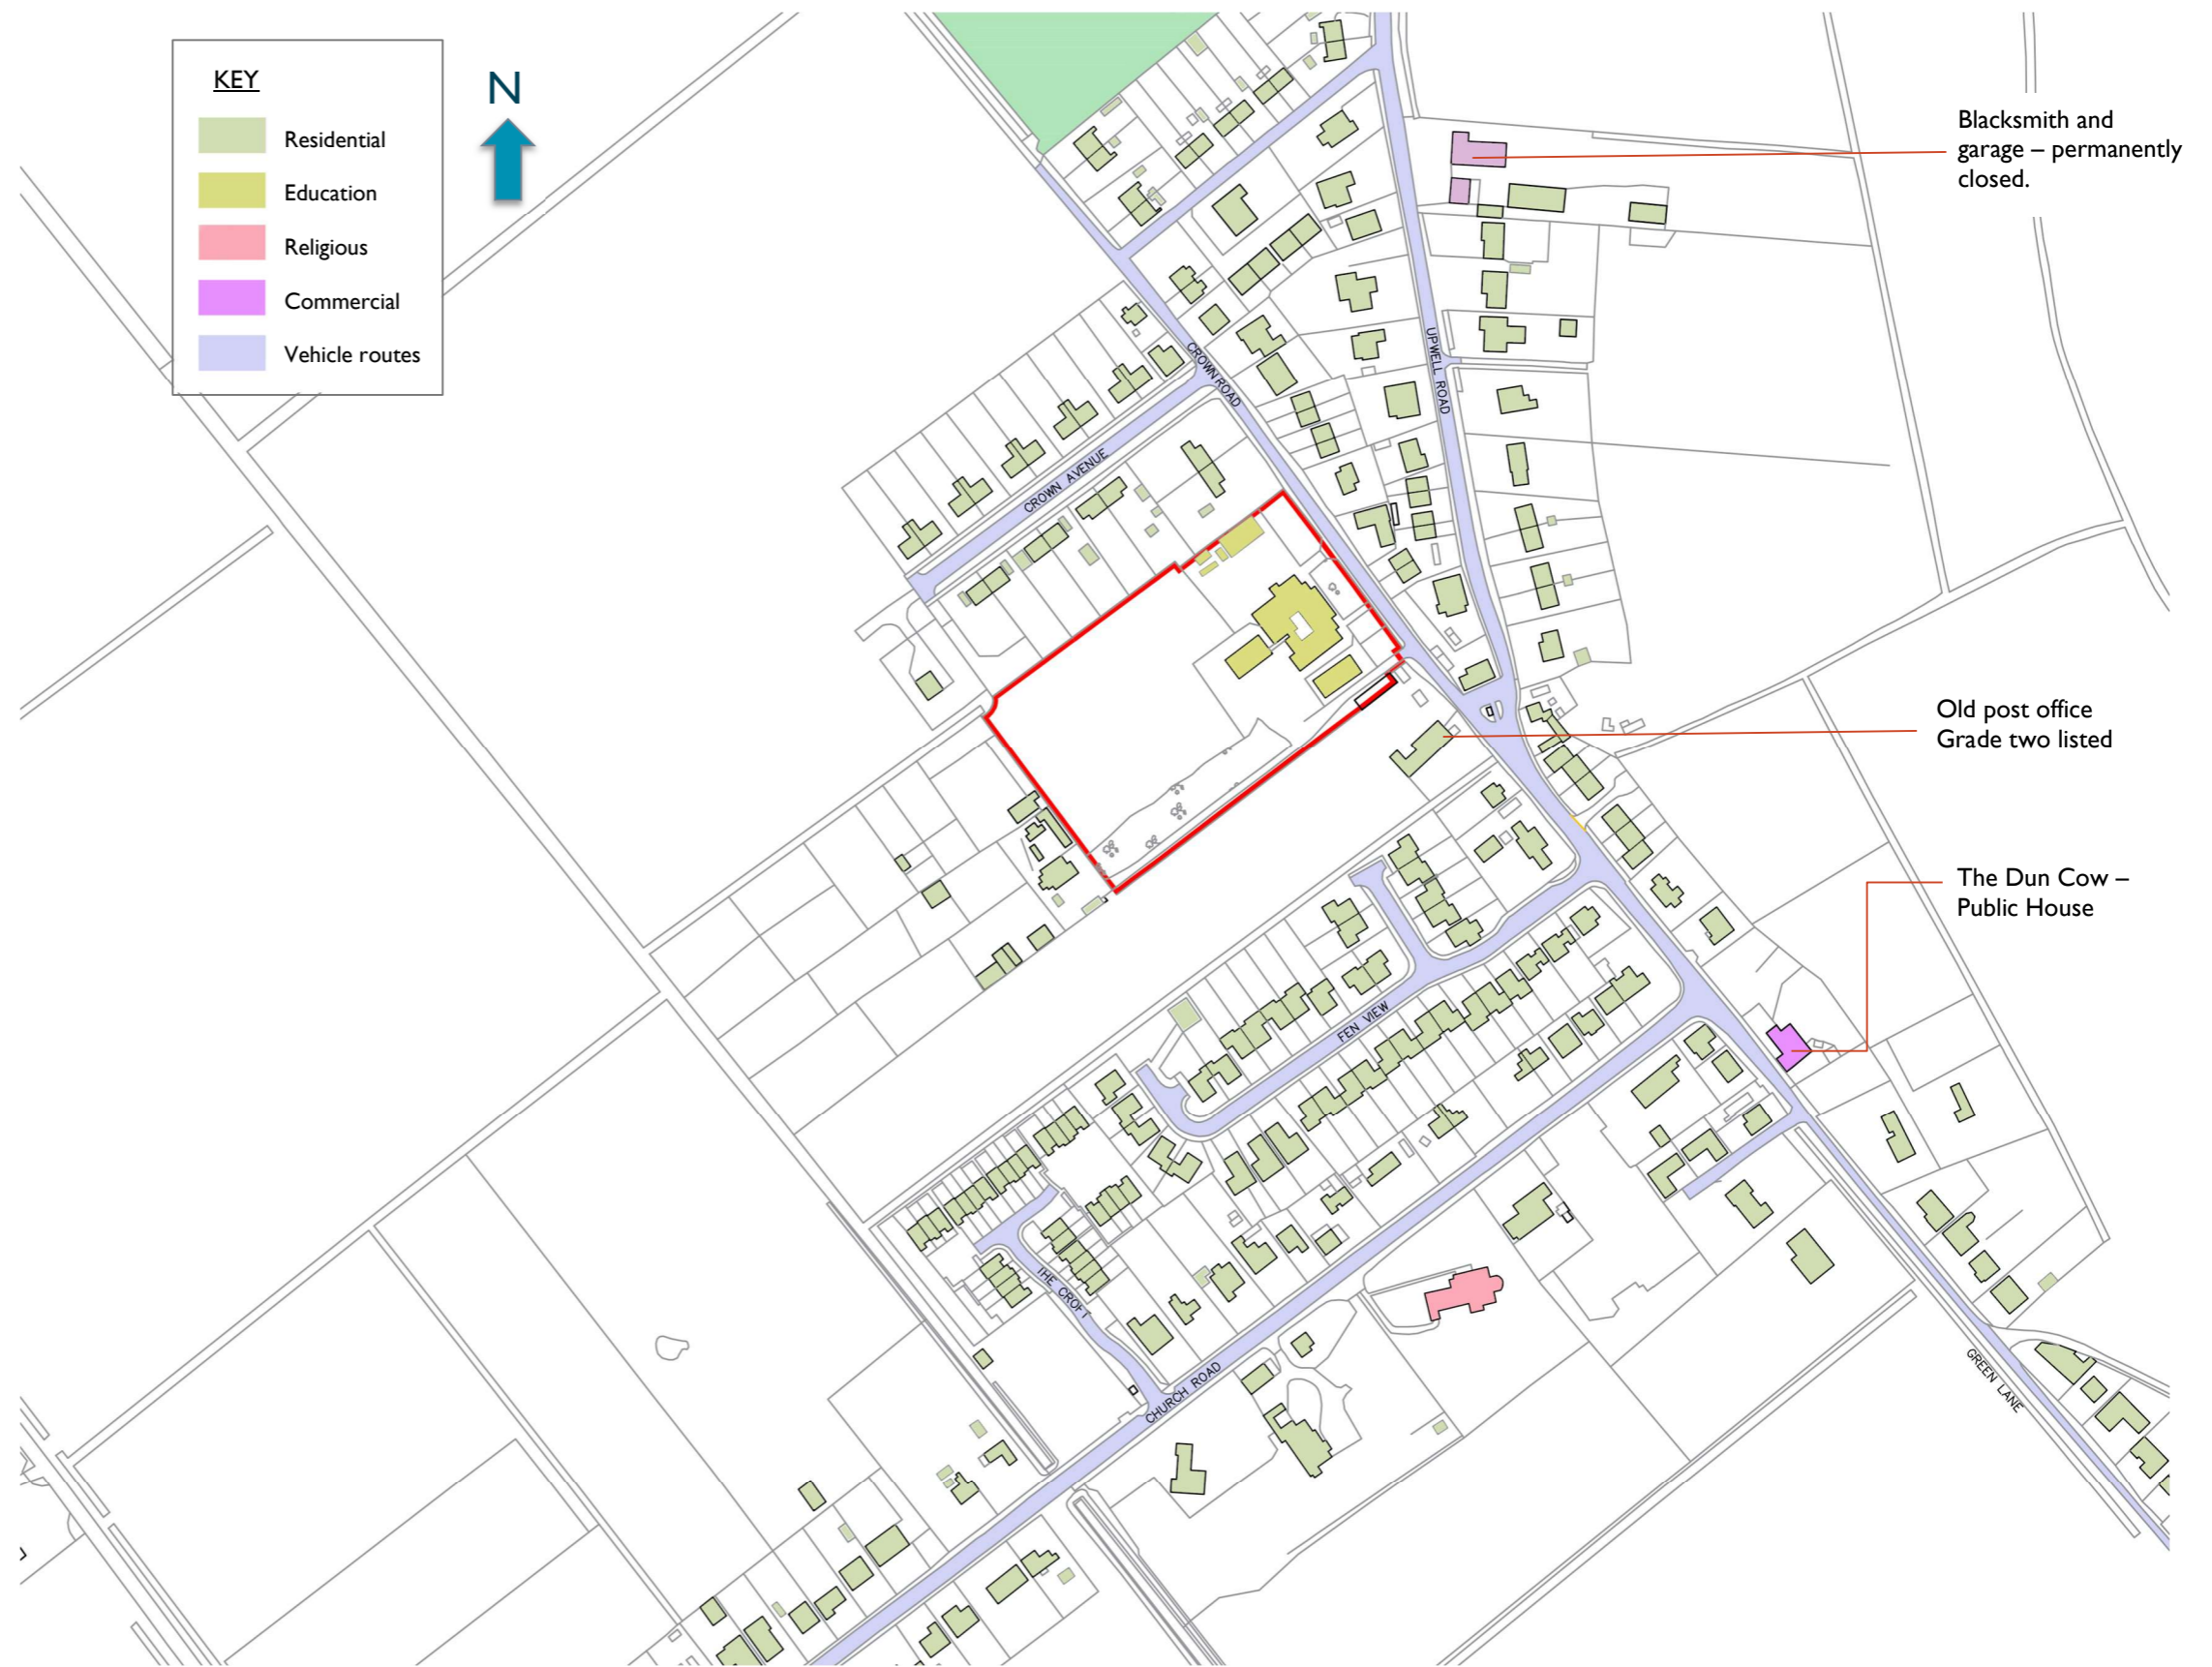 KEY
Residential
Education
Religious
Commercial
Vehicle routes
N
Blacksmith and
garage – permanently
closed.
CROWN ROAD
UPWELL ROAD
CROWN AVENUE
Old post office
Grade two listed
The Dun Cow –
Public House
FEN VIEW
THE CROFT
CHURCH ROAD
GREEN LANE